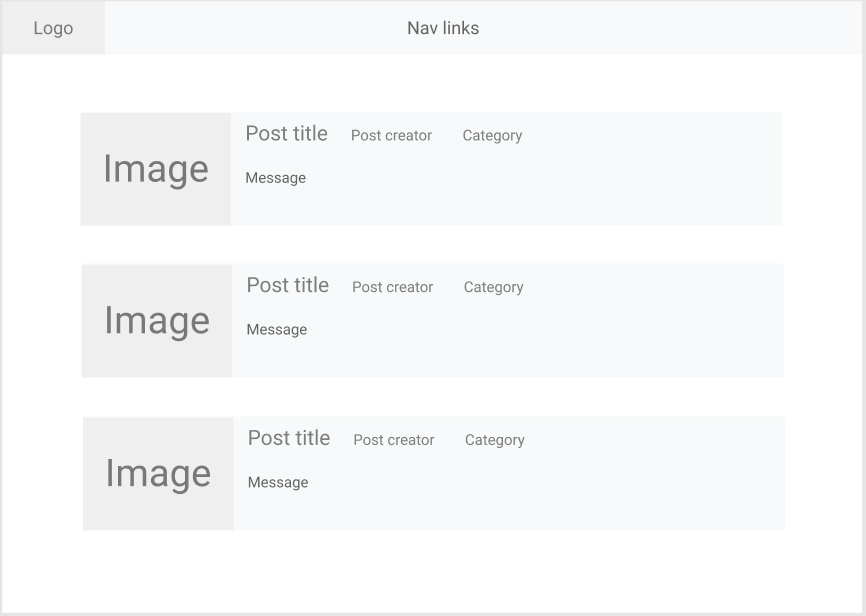 Logo Nav links
Image
Post title Post creator Category
Message
Image
Post title Post creator Category
Message
Image
Post title Post creator Category
Message